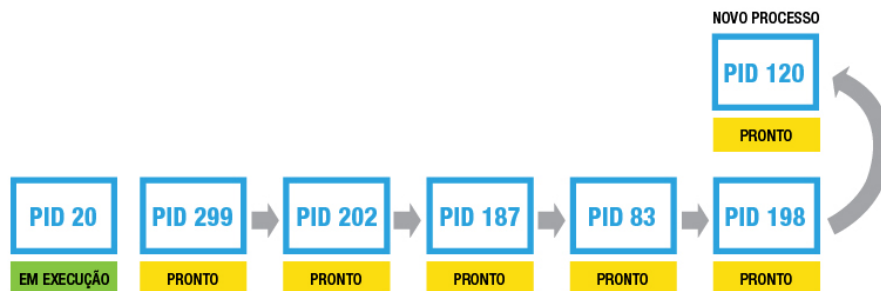 NOVO PROCESSO
PID 120
PRONTO
PID 20
PID 299
PID 202
PID 187
PID 83
PID 198
EM EXECUÇÃO
PRONTO
PRONTO
PRONTO
PRONTO
PRONTO